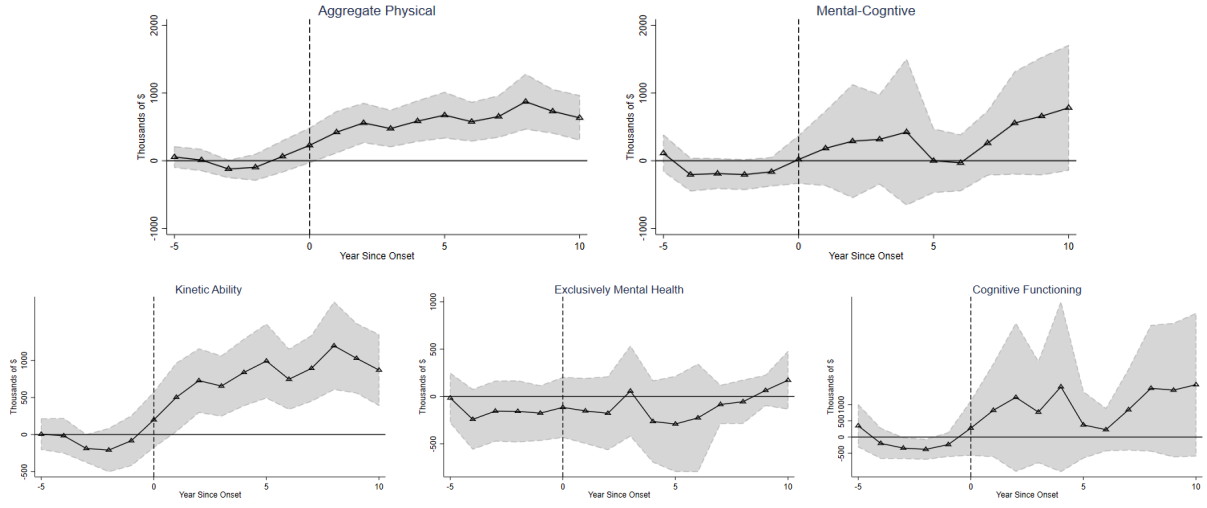 Aggregate Physical
Thousands of $
2000
1000
0
-1000
-5
0
5
10
Year Since Onset
Mental-Cogntive
Thousands of $
2000
1000
0
-1000
-5
0
5
10
Year Since Onset
Kinetic Ability
Thousands of $
1000
500
0
-500
-5
0
5
10
Year Since Onset
Exclusively Mental Health
Thousands of $
1000
500
0
-500
-5
0
5
10
Year Since Onset
Cognitive Functioning
Thousands of $
1000
500
0
-500
-5
0
5
10
Year Since Onset